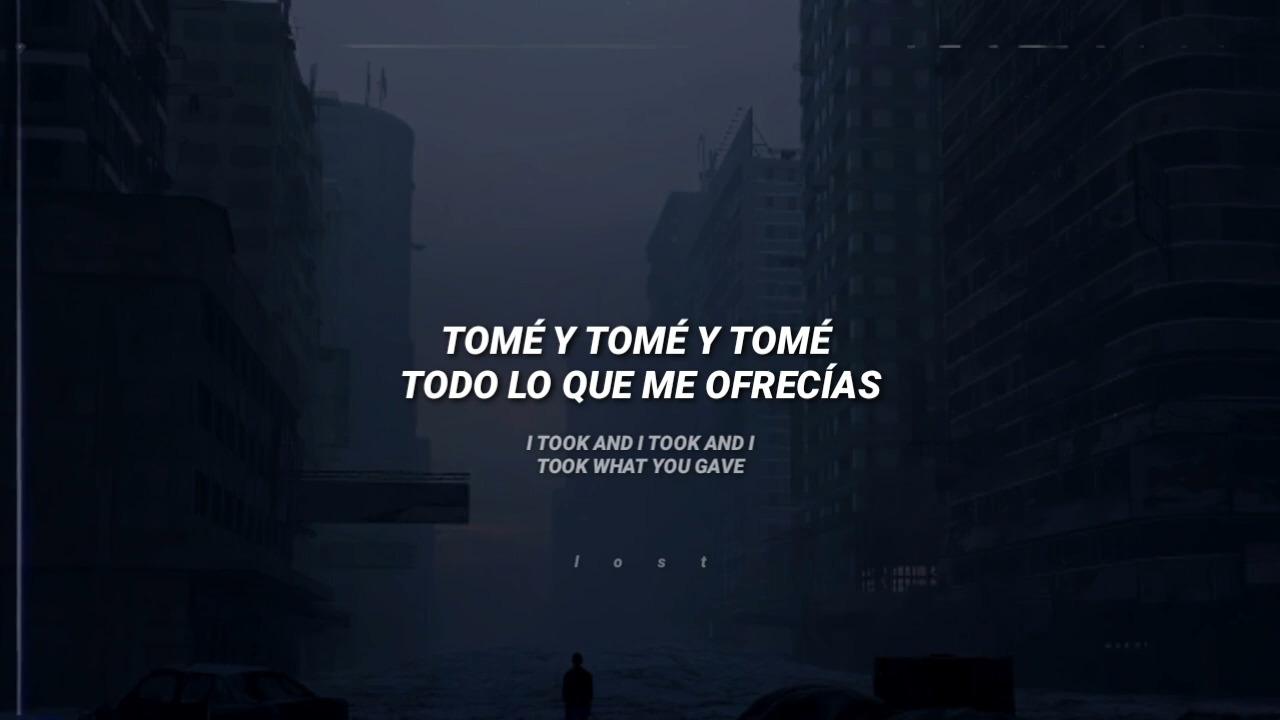 TOMÉ Y TOMÉ Y TOMÉ
TODO LO QUE ME OFRECÍAS
I TOOK AND I TOOK AND I
TOOK WHAT YOU GAVE
l o s t